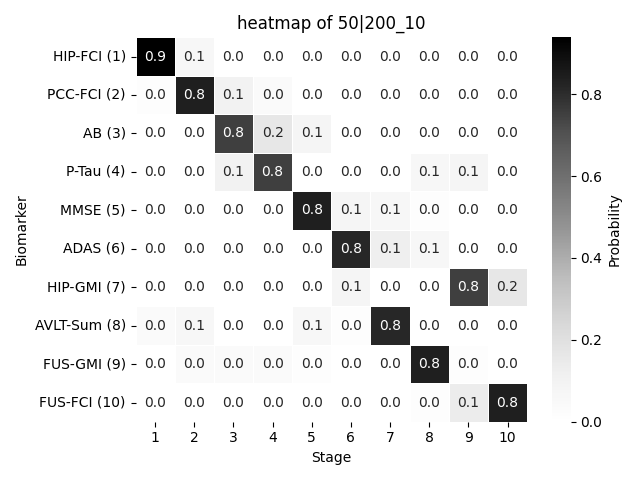 heatmap of 50|200_10
HIP-FCI (1) 0.9 0.1 0.0 0.0 0.0 0.0 0.0 0.0 0.0 0.0
PCC-FCI (2) 0.0 0.8 0.1 0.0 0.0 0.0 0.0 0.0 0.0 0.0
AB (3) 0.0 0.0 0.8 0.2 0.1 0.0 0.0 0.0 0.0 0.0
P-Tau (4) 0.0 0.0 0.1 0.8 0.0 0.0 0.0 0.1 0.1 0.0
MMSE (5) 0.0 0.0 0.0 0.0 0.8 0.1 0.1 0.0 0.0 0.0
ADAS (6) 0.0 0.0 0.0 0.0 0.0 0.8 0.1 0.1 0.0 0.0
HIP-GMI (7) 0.0 0.0 0.0 0.0 0.0 0.1 0.0 0.0 0.8 0.2
AVLT-Sum (8) 0.0 0.1 0.0 0.0 0.1 0.0 0.8 0.0 0.0 0.0
FUS-GMI (9) 0.0 0.0 0.0 0.0 0.0 0.0 0.0 0.8 0.0 0.0
FUS-FCI (10) 0.0 0.0 0.0 0.0 0.0 0.0 0.0 0.0 0.1 0.8
1 2 3 4 5 6 7 8 9 10
Stage
Biomarker
0.8
0.6
0.4
0.2
0.0
Probability